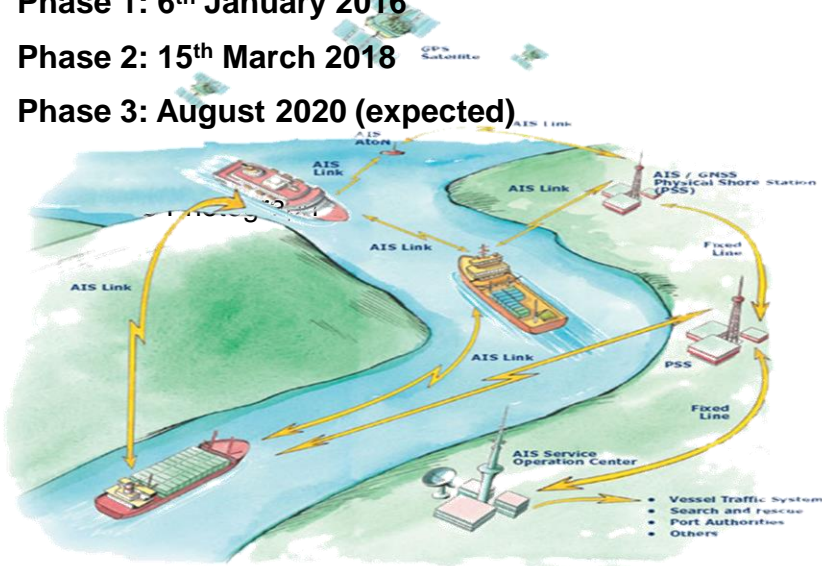 Phase 1: 6th January 2016
Phase 2: 15th March 2018
GPS
Satellite
Phase 3: August 2020 (expected)
AIS Link
AIS
AtoN
AIS
Link
AIS / GNSS
Physical Shore Station
(PSS)
AIS Link
AIS Link
Fixed
Line
AIS Link
AIS Link
PSS
Fixed
Line
AIS Service
Operation Center
• Vessel Traffic System
• Search and rescue
• Port Authorities
• Others